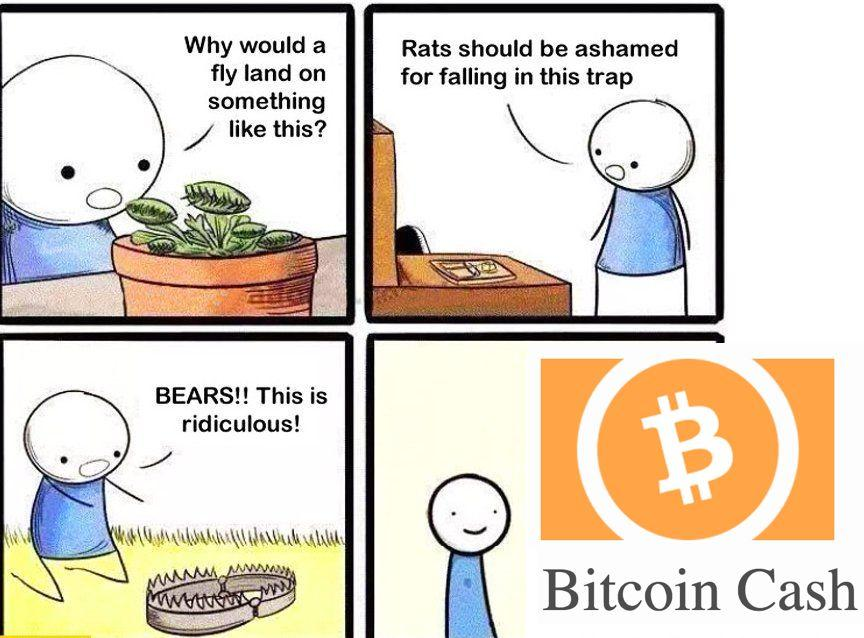 Why would a
fly land on
something
like this?
Rats should be ashamed
for falling in this trap
BEARS!! This is
ridiculous!
Bitcoin Cash